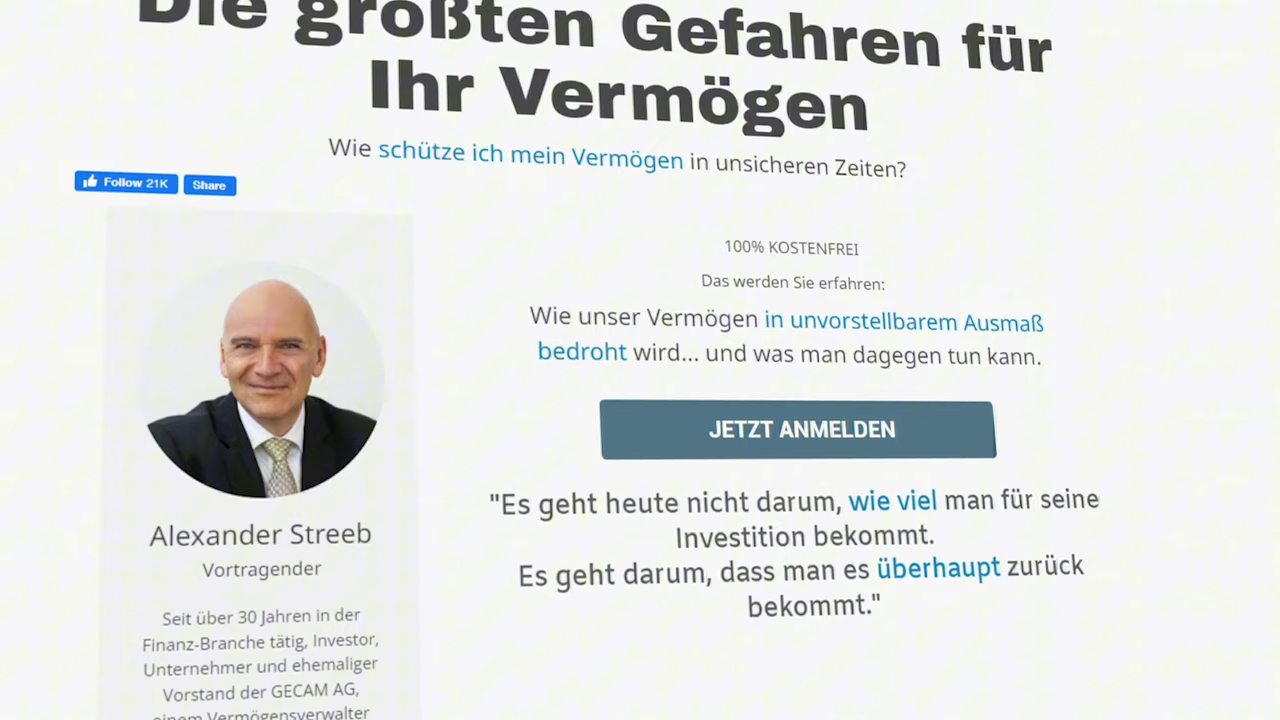 Die größten Gefahren für
Ihr Vermögen
Wie schütze ich mein Vermögen in unsicheren Zeiten?
Follow 21K
Share
100% KOSTENFREI
Das werden Sie erfahren:
Wie unser Vermögen in unvorstellbarem Ausmaß
bedroht wird... und was man dagegen tun kann.
JETZT ANMELDEN
"Es geht heute nicht darum, wie viel man für seine
Investition bekommt.
Es geht darum, dass man es überhaupt zurück
bekommt."
Alexander Streeb
Vortragender
Seit über 30 Jahren in der
Finanz-Branche tätig, Investor,
Unternehmer und ehemaliger
Vorstand der GECAM AG,
einem Vermögensverwalter